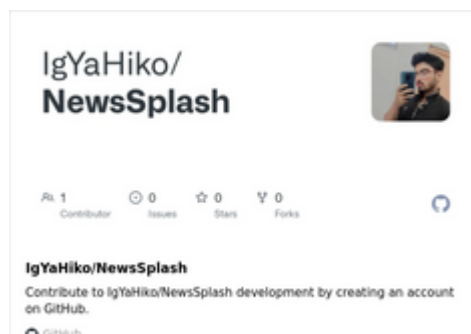 IgYaHiko/
NewsSplash
1 0 0 0
Contributor Issues Stars Forks
IgYaHiko/NewsSplash
Contribute to IgYaHiko/NewsSplash development by creating an account
on GitHub.
GitHub